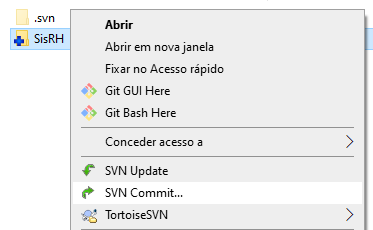 .svn
SisRH
Abrir
Abrir em nova janela
Fixar no Acesso rápido
Git GUI Here
Git Bash Here
Conceder acesso a
SVN Update
SVN Commit...
TortoiseSVN